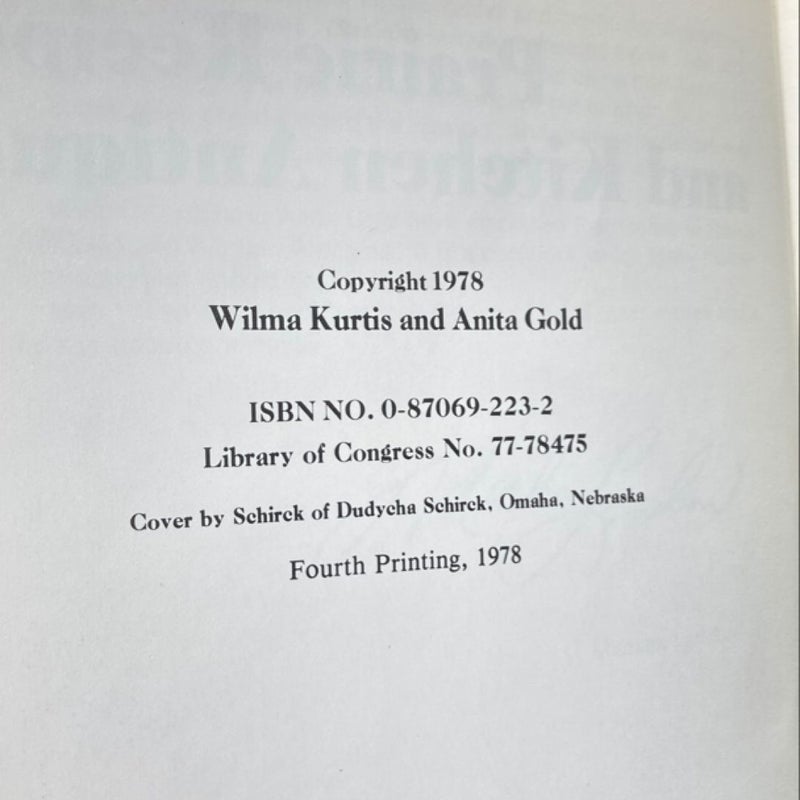 Copyright 1978
Wilma Kurtis and Anita Gold
ISBN NO. 0-87069-223-2
Library of Congress No. 77-78475
Cover by Schirck of Dudycha Schirck, Omaha, Nebraska
Fourth Printing, 1978